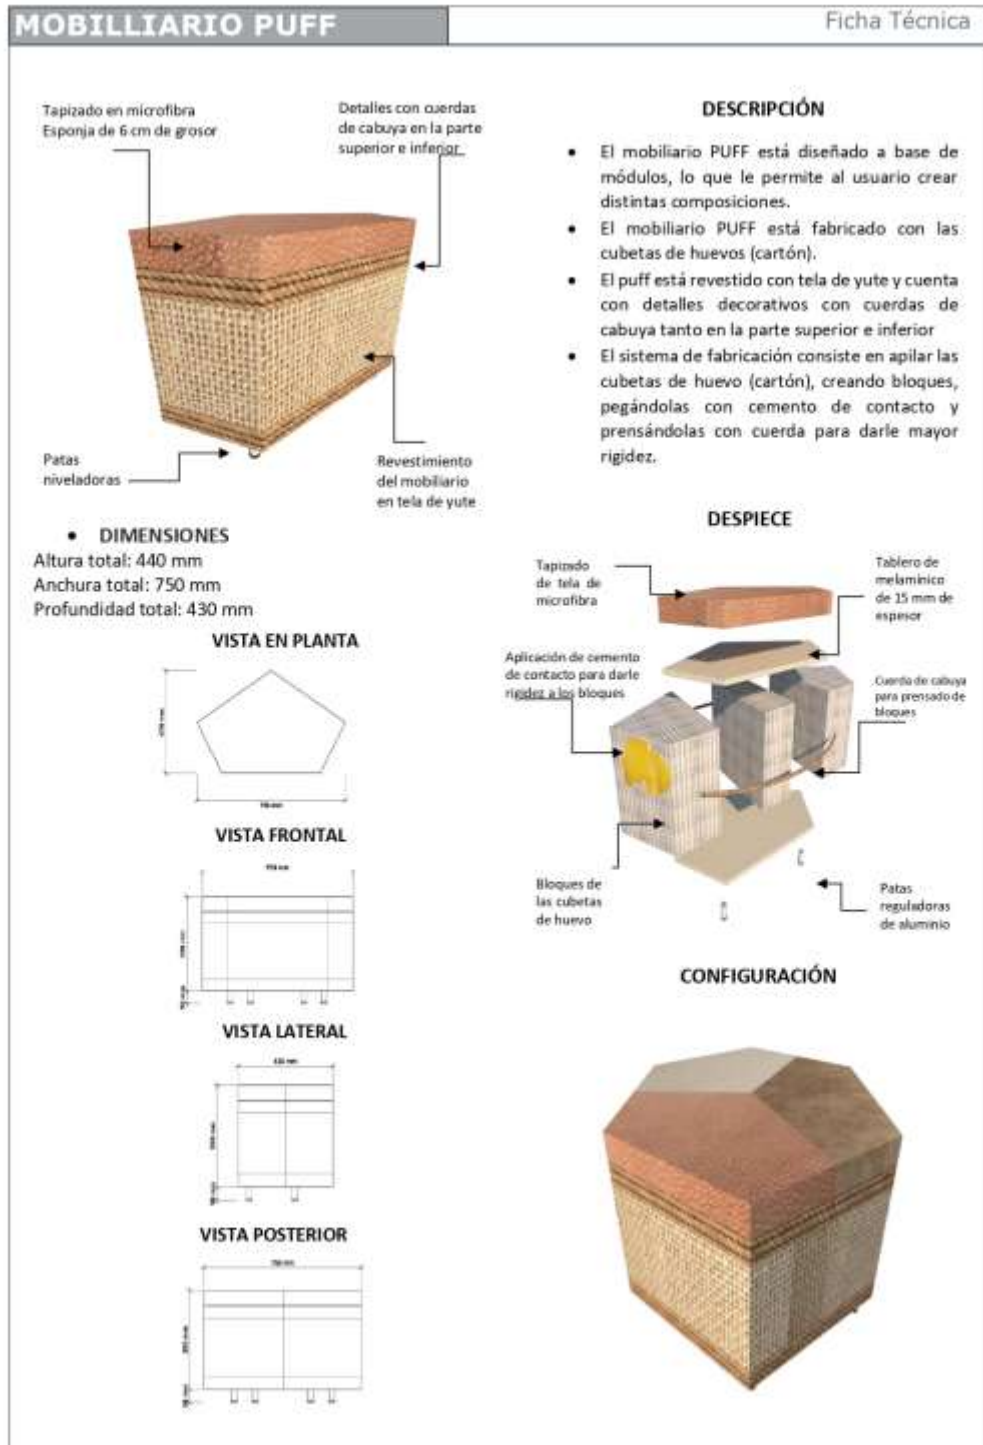 MOBILLIARIO PUFF
Ficha Técnica
Tapizado en microfibra
Esponja de 6 cm de grosor
Detalles con cuerdas
de cabuya en la parte
superior e inferior
Patas
niveladoras
Revestimiento
del mobiliario
en tela de yute
• DIMENSIONES
Altura total: 440 mm
Anchura total: 750 mm
Profundidad total: 430 mm
VISTA EN PLANTA
VISTA FRONTAL
VISTA LATERAL
VISTA POSTERIOR
DESCRIPCIÓN
• El mobiliario PUFF está diseñado a base de
módulos, lo que le permite al usuario crear
distintas composiciones.
• El mobiliario PUFF está fabricado con las
cubetas de huevos (cartón).
• El puff está revestido con tela de yute y cuenta
con detalles decorativos con cuerdas de
cabuya tanto en la parte superior e inferior
• El sistema de fabricación consiste en apilar las
cubetas de huevo (cartón), creando bloques,
pegándolas con cemento de contacto y
prensándolas con cuerda para darle mayor
rigidez.
DESPIECE
Tapizado
de tela de
microfibra
Tablero de
melamínico
de 15 mm de
espesor
Aplicación de cemento
de contacto para darle
rigidez a los bloques
Cuerda de cabuya
para prensado de
bloques
Bloques de
las cubetas
de huevo
Patas
reguladoras
de aluminio
CONFIGURACIÓN